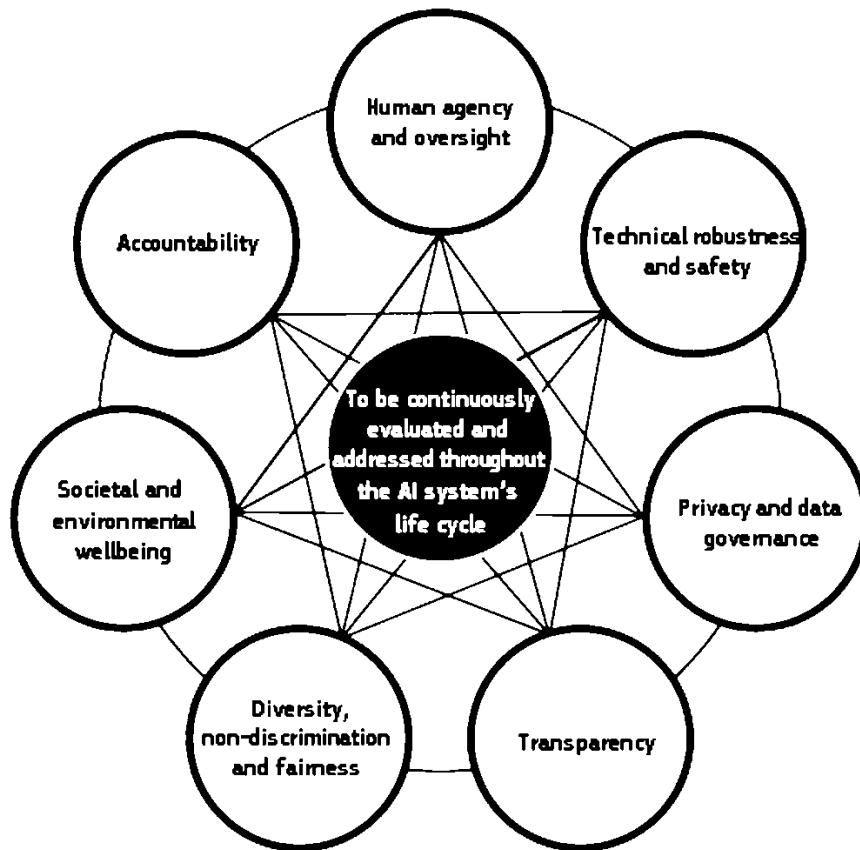 Human agency
and oversight
Technical robustness
and safety
Privacy and data
governance
Transparency
Diversity,
non-discrimination
and fairness
Societal and
environmental
wellbeing
Accountability
To be continuously
evaluated and
addressed throughout
the AI system's
life cycle